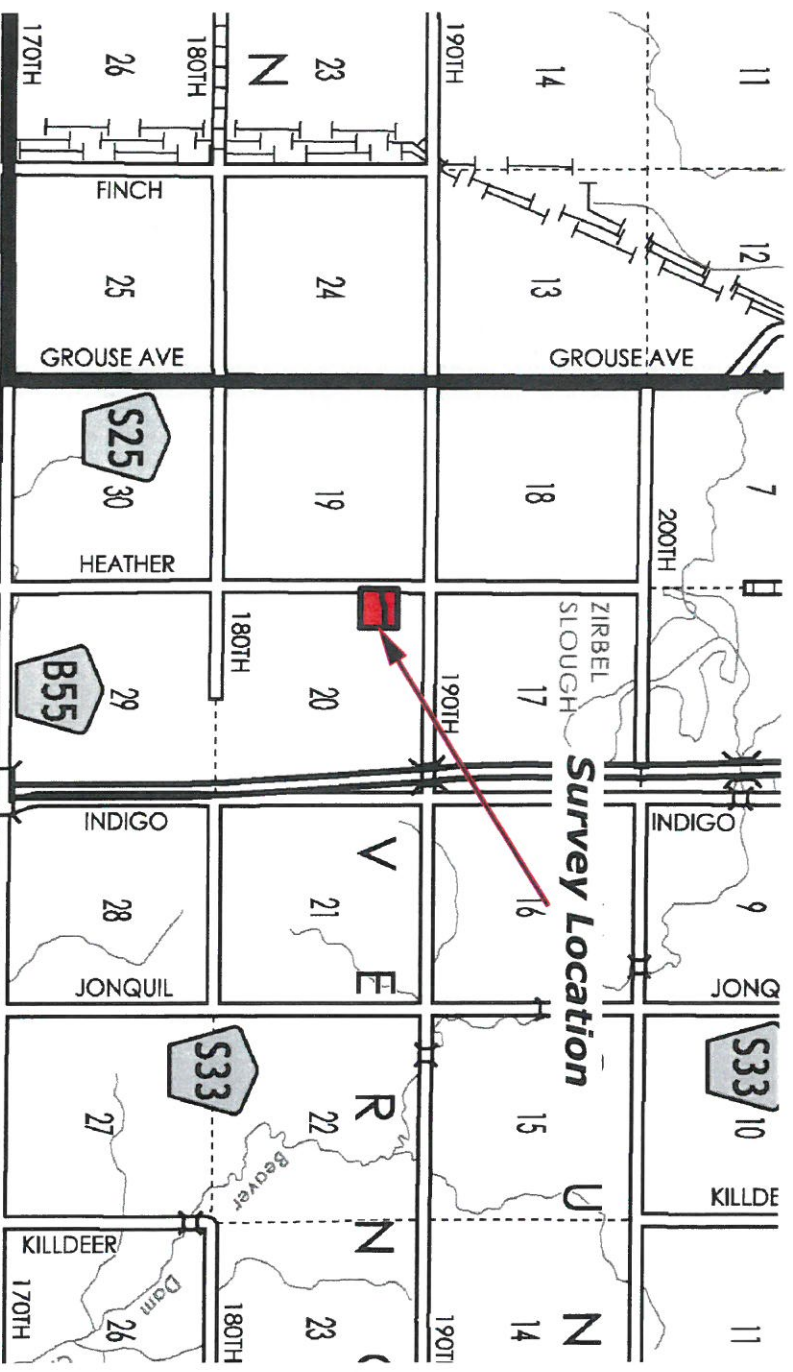 170TH
26
180TH
N
23
190TH
14
11
FINCH
12
25
24
13
GROUSE AVE
GROUSE AVE
S25
30
19
18
7
200TH
HEATHER
180TH
ZIRBEL
SLOUGH
B55
29
20
190TH
17
Survey Location
INDIGO
INDIGO
V
28
21
16
9
E
JONQUIL
JONQ
S33
S33
R
27
22
15
10
Beaver
U
KILLDE
N
KILLDEER
Dam
170TH
26
180TH
23
190T
14
N
11